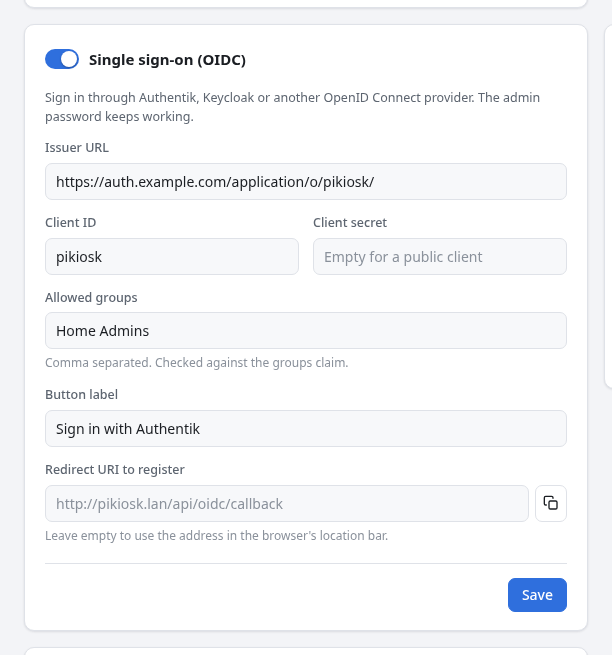 Single sign-on (OIDC)
Sign in through Authentik, Keycloak or another OpenID Connect provider. The admin
password keeps working.
Issuer URL
https://auth.example.com/application/o/pikiosk/
Client ID
Client secret
pikiosk
Empty for a public client
Allowed groups
Home Admins
Comma separated. Checked against the groups claim.
Button label
Sign in with Authentik
Redirect URI to register
http://pikiosk.lan/api/oidc/callback
Leave empty to use the address in the browser's location bar.
Save